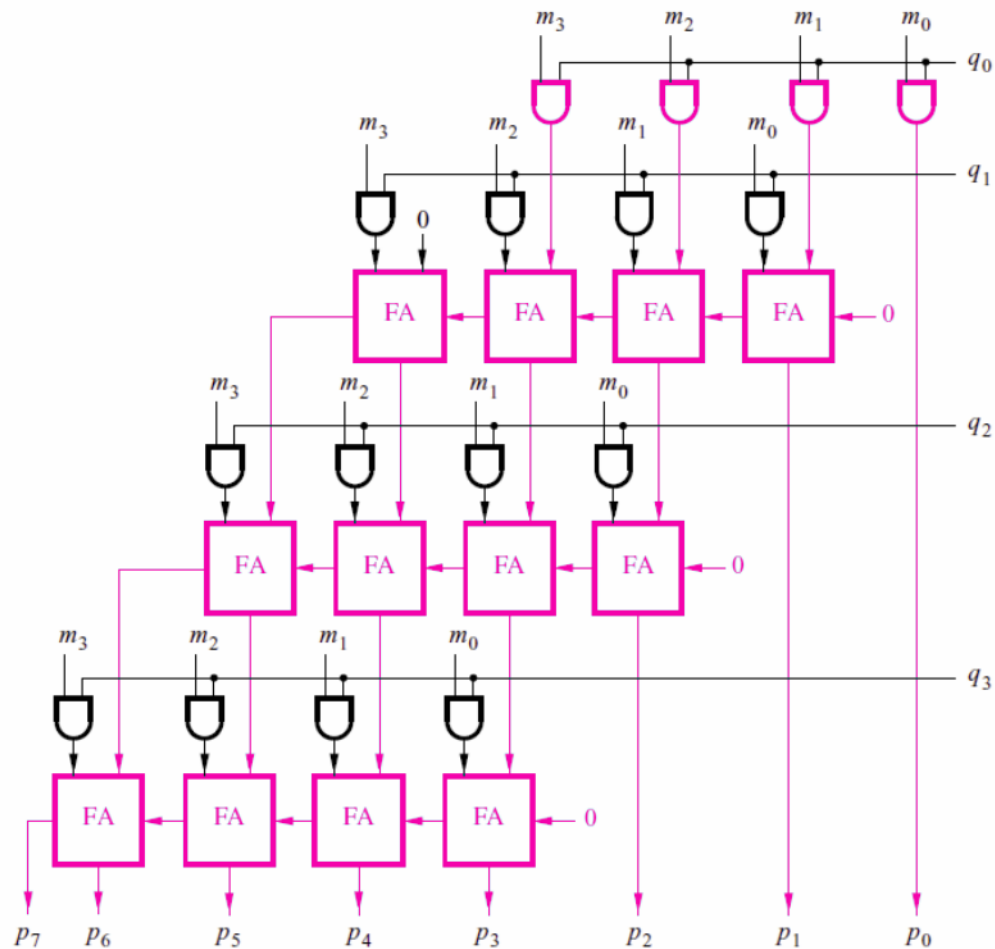 m₃ m₂ m₁ m₀
q₀
m₃ m₂ m₁ m₀
q₁
0
FA FA FA FA 0
m₃ m₂ m₁ m₀
q₂
FA FA FA FA 0
m₃ m₂ m₁ m₀
q₃
FA FA FA FA 0
p₇ p₆ p₅ p₄ p₃ p₂ p₁ p₀